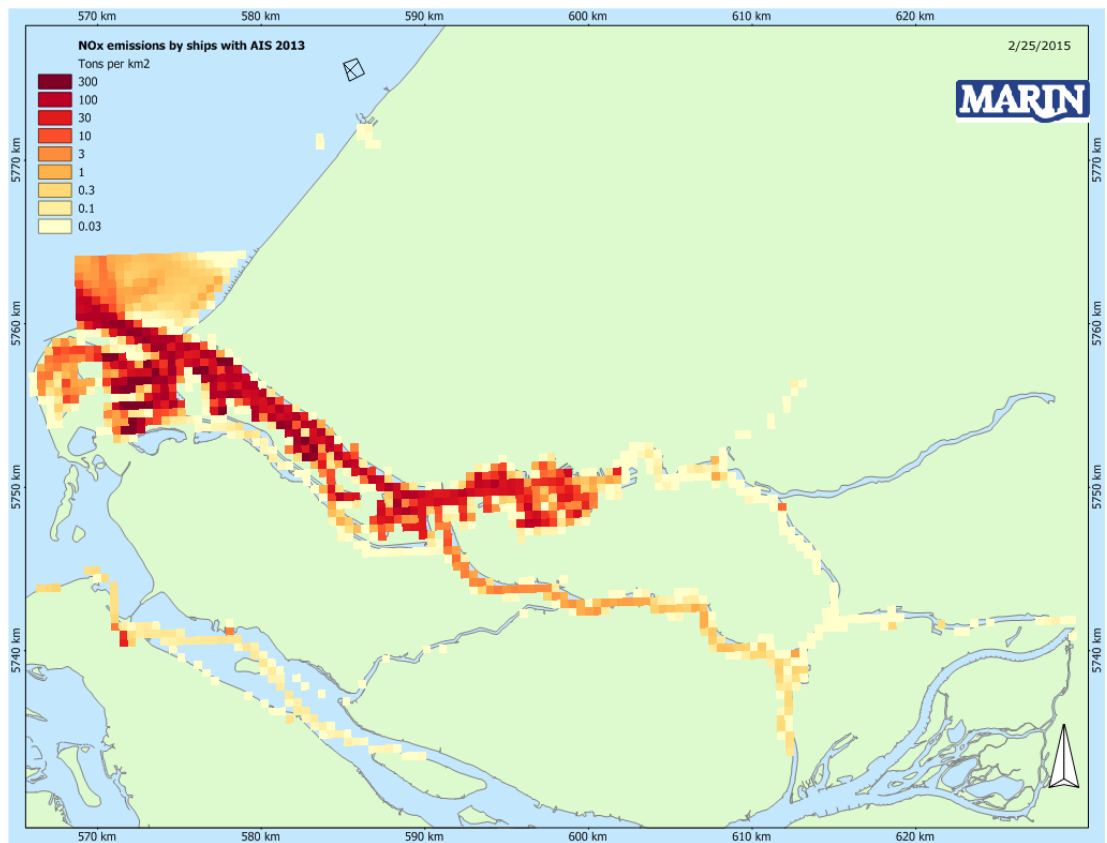 570 km 580 km 590 km 600 km 610 km 620 km
NOx emissions by ships with AIS 2013
Tons per km2
300
100
30
10
3
1
0.3
0.1
0.03
2/25/2015
MARIN
5770 km 5770 km
5760 km 5760 km
5750 km 5750 km
5740 km 5740 km
570 km 580 km 590 km 600 km 610 km 620 km